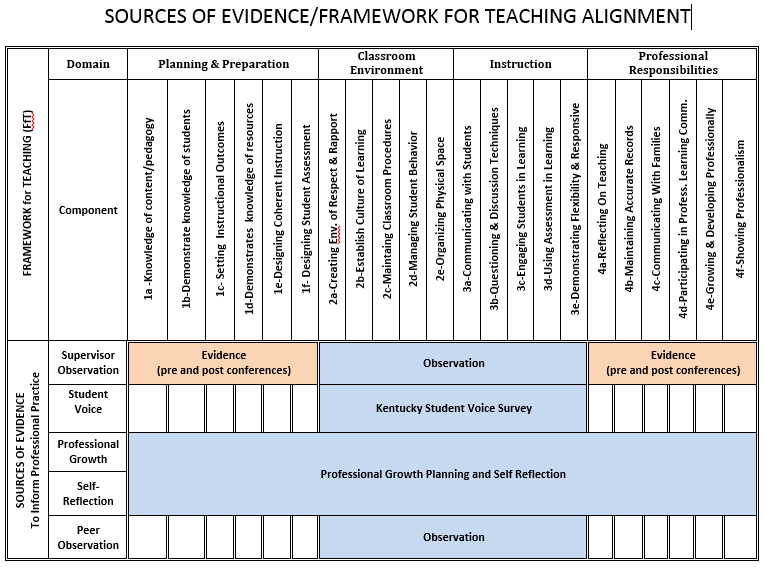 SOURCES OF EVIDENCE/FRAMEWORK FOR TEACHING ALIGNMENT
FRAMEWORK for TEACHING (FfT)
Domain
Planning & Preparation
Classroom
Environment
Instruction
Professional
Responsibilities
Component
1a -Knowledge of content/pedagogy
1b-Demonstrate knowledge of students
1c- Setting Instructional Outcomes
1d-Demonstrates knowledge of resources
1e-Designing Coherent Instruction
1f- Designing Student Assessment
2a-Creating Env. of Respect & Rapport
2b-Establish Culture of Learning
2c-Maintaing Classroom Procedures
2d-Managing Student Behavior
2e-Organizing Physical Space
3a-Communicating with Students
3b-Questioning & Discussion Techniques
3c-Engaging Students in Learning
3d-Using Assessment in Learning
3e-Demonstrating Flexibility & Responsive
4a-Reflecting On Teaching
4b-Maintaining Accurate Records
4c-Communicating With Families
4d-Participating in Profess. Learning Comm.
4e-Growing & Developing Professionally
4f-Showing Professionalism
SOURCES OF EVIDENCE
To Inform Professional Practice
Supervisor
Observation
Evidence
(pre and post conferences)
Observation
Evidence
(pre and post conferences)
Student
Voice
Kentucky Student Voice Survey
Professional
Growth
Professional Growth Planning and Self Reflection
Self-
Reflection
Peer
Observation
Observation